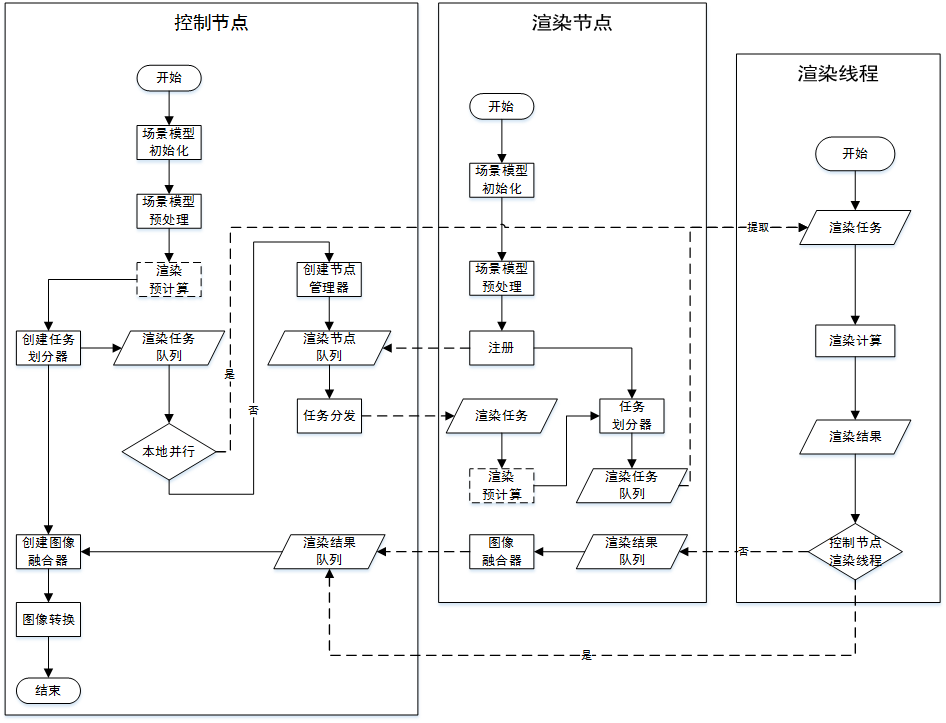 控制节点
开始
场景模型
初始化
场景模型
预处理
渲染
预计算
创建任务
划分器
渲染任务
队列
本地并行
是
否
创建节点
管理器
渲染节点
队列
任务分发
创建图像
融合器
渲染结果
队列
图像转换
结束
渲染节点
开始
场景模型
初始化
场景模型
预处理
注册
渲染任务
任务
划分器
渲染
预计算
渲染任务
队列
图像
融合器
渲染结果
队列
渲染线程
开始
提取
渲染任务
渲染计算
渲染结果
控制节点
渲染线程
否
是